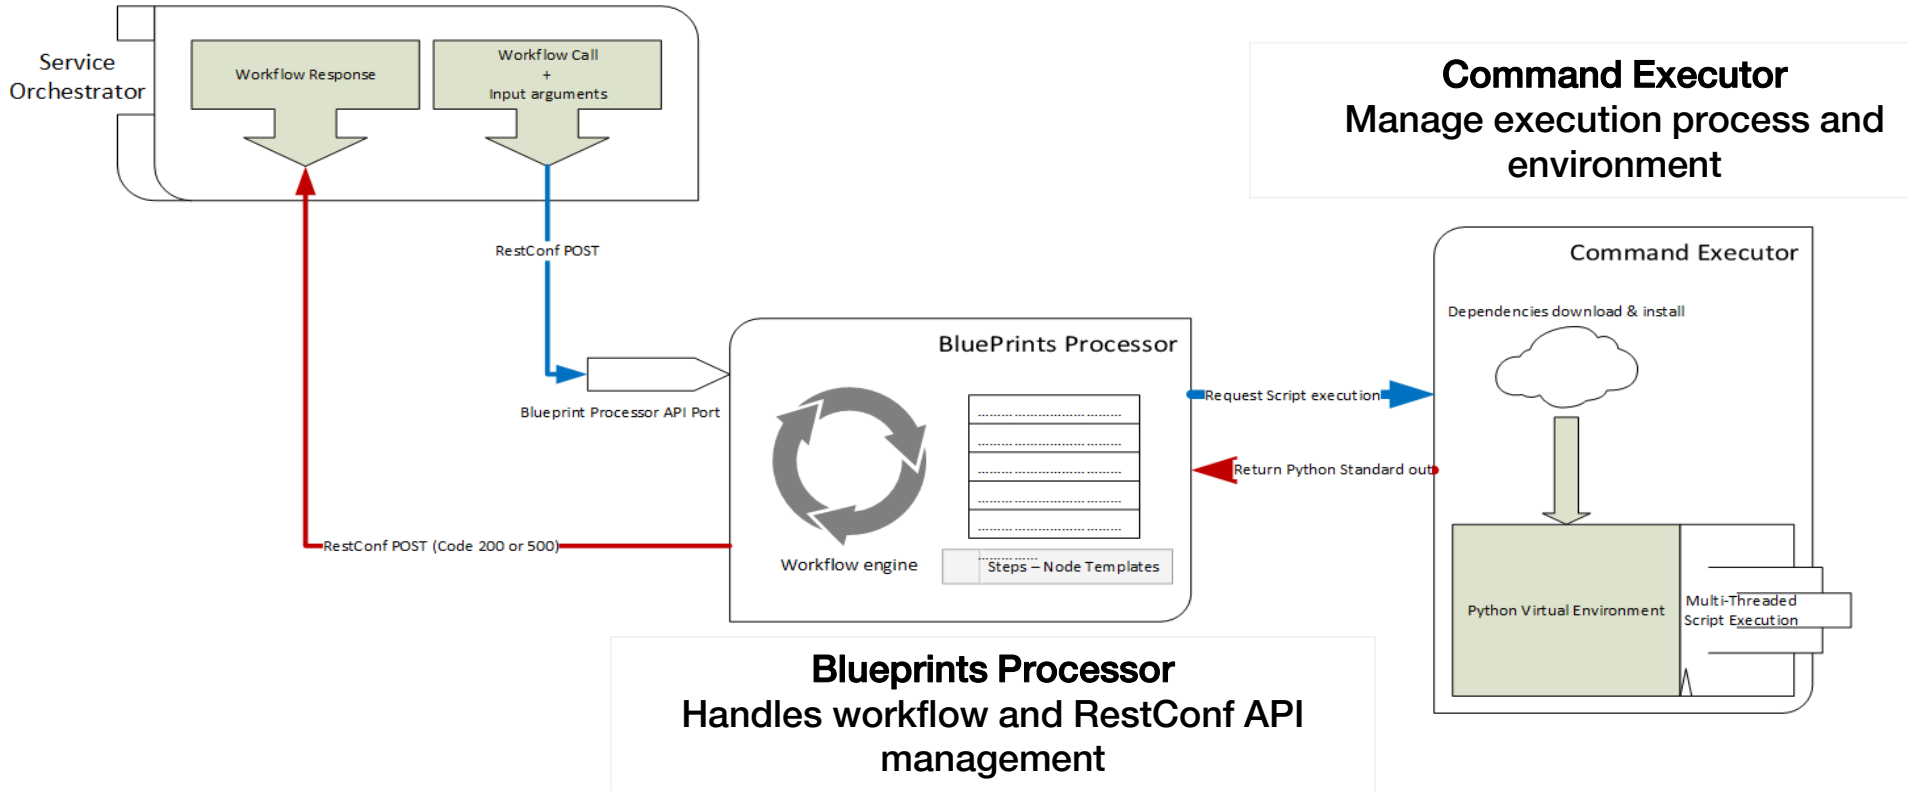 Service
Orchestrator
Workflow Response
Workflow Call
+
Input arguments
Command Executor
Manage execution process and
environment
RestConf POST
Command Executor
Dependencies download & install
BluePrints Processor
Blueprint Processor API Port
Request Script execution
Return Python Standard out
RestConf POST (Code 200 or 500)
Workflow engine
Steps – Node Templates
Python Virtual Environment
Multi-Threaded
Script Execution
Blueprints Processor
Handles workflow and RestConf API
management